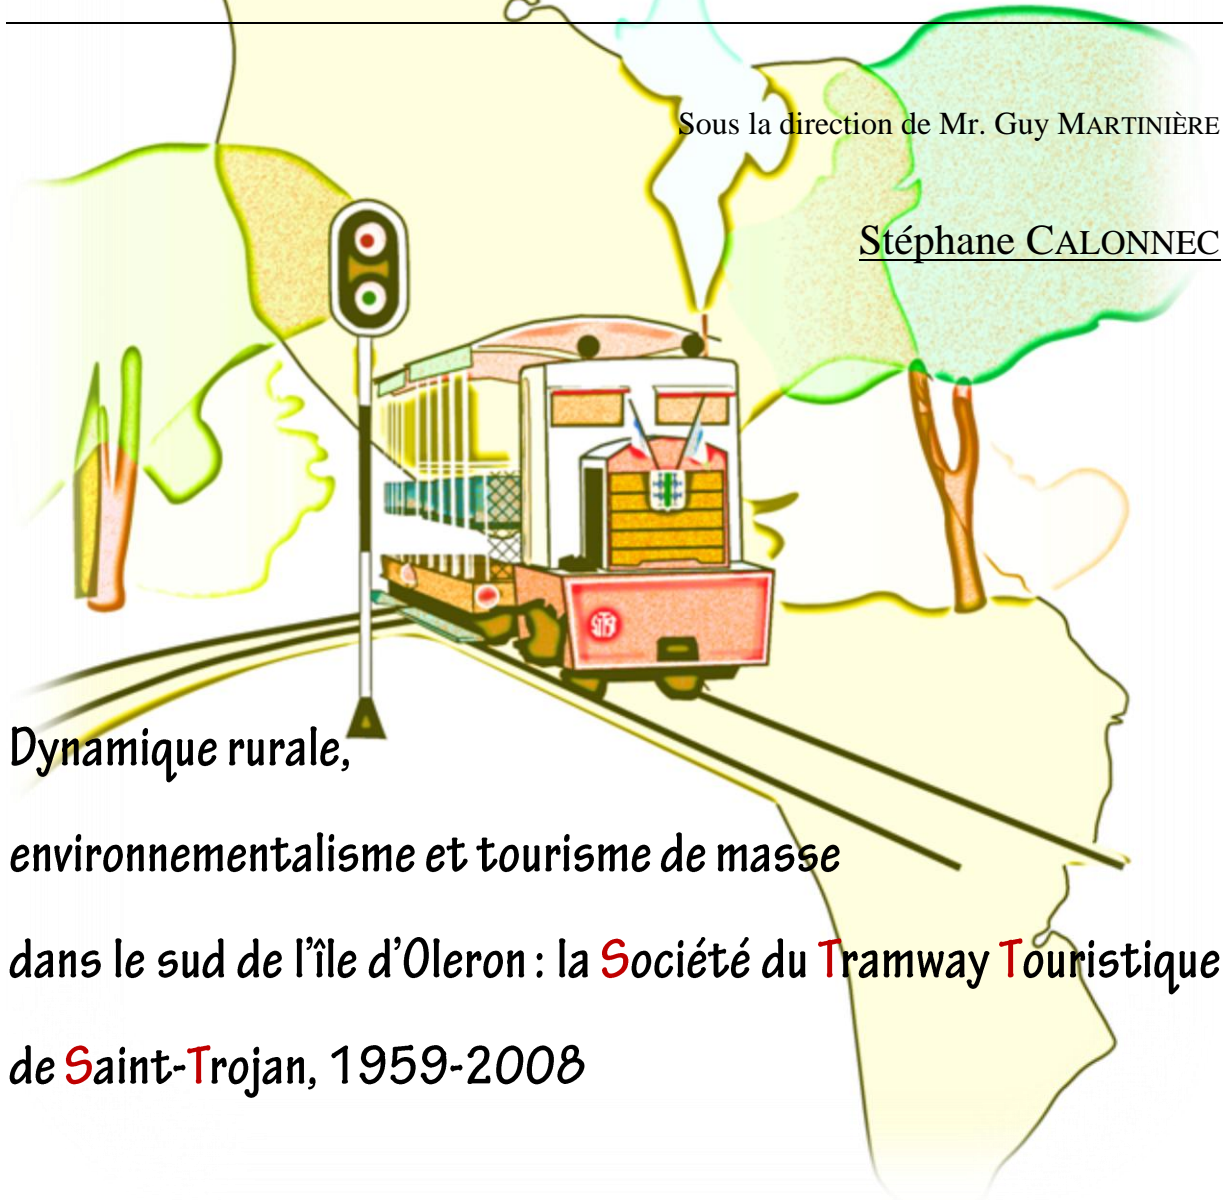 Sous la direction de Mr. Guy MARTINIÈRE
Stéphane CALONNEC
Dynamique rurale,
environnementalisme et tourisme de masse
dans le sud de l'île d'Oleron : la Société du Tramway Touristique
de Saint-Trojan, 1959-2008